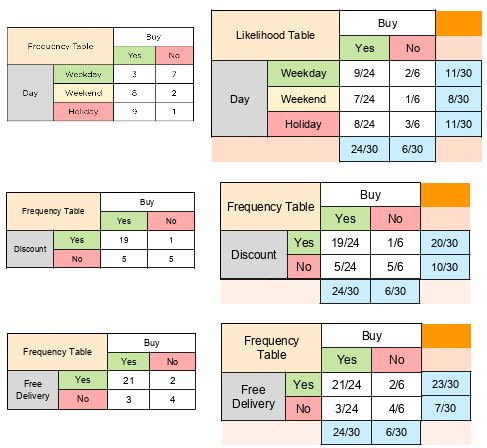 Buy
Frequency Table
Yes No
Weekday 3 7
Day Weekend 8 2
Holiday 9 1
Buy
Likelihood Table
Yes No
Weekday 9/24 2/6 11/30
Day Weekend 7/24 1/6 8/30
Holiday 8/24 3/6 11/30
24/30 6/30
Buy
Frequency Table
Yes No
Yes 19 1
Discount
No 5 5
Buy
Frequency Table
Yes No
Yes 19/24 1/6 20/30
Discount
No 5/24 5/6 10/30
24/30 6/30
Buy
Frequency Table
Yes No
Free Yes 21 2
Delivery No 3 4
Buy
Frequency
Table Yes No
Free Yes 21/24 2/6 23/30
Delivery No 3/24 4/6 7/30
24/30 6/30